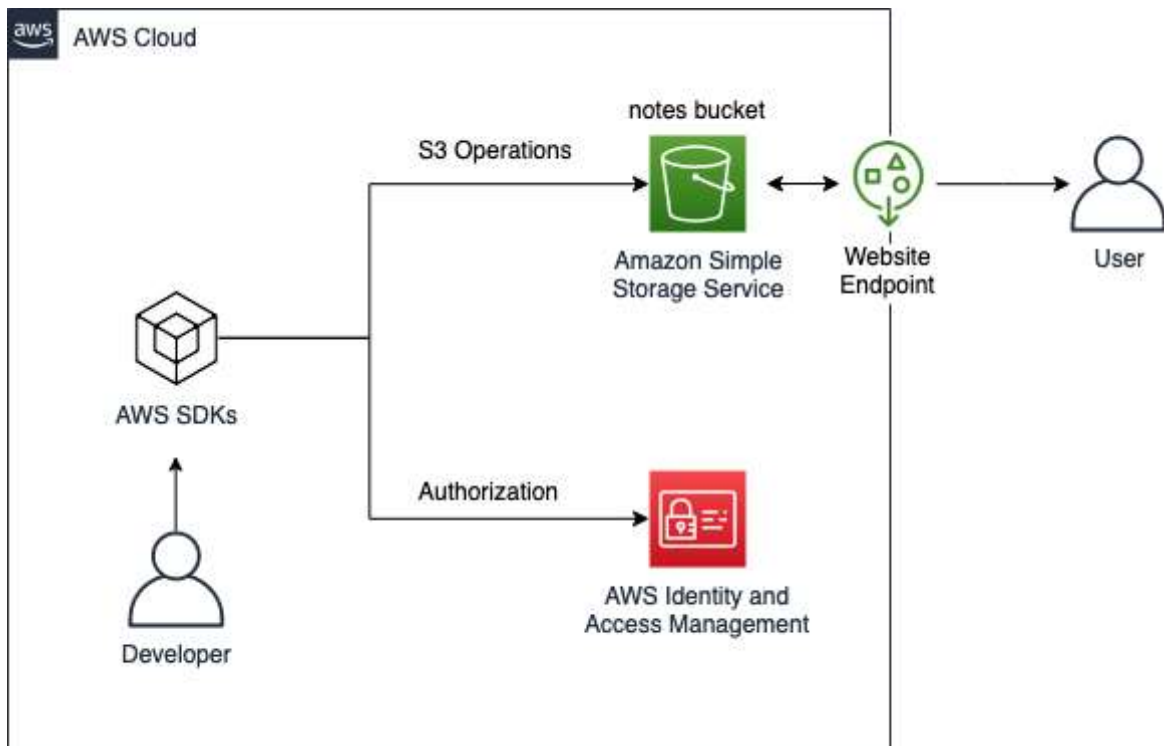 aws
AWS Cloud
notes bucket
S3 Operations
Amazon Simple
Storage Service
Website
Endpoint
User
AWS SDKs
Authorization
AWS Identity and
Access Management
Developer